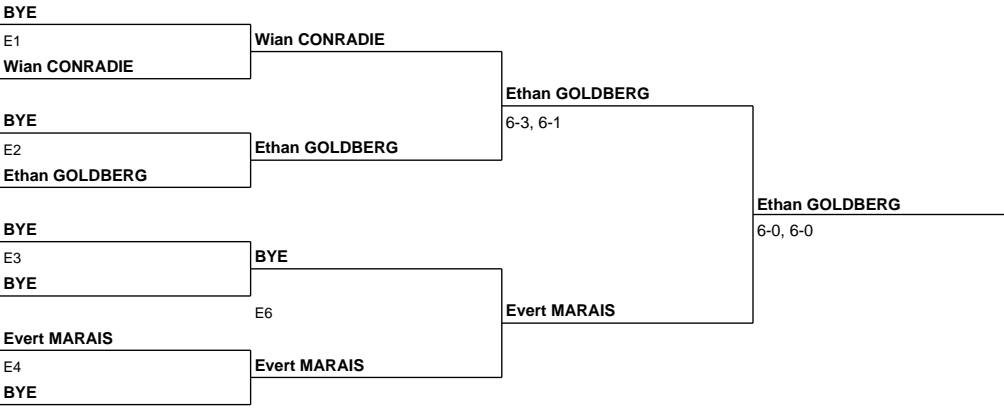 BYE
E1
Wian CONRADIE
Wian CONRADIE
BYE
E2
Ethan GOLDBERG
Ethan GOLDBERG
Ethan GOLDBERG
6-3, 6-1
BYE
E3
BYE
BYE
E6
Evert MARAIS
E4
BYE
Evert MARAIS
Evert MARAIS
Ethan GOLDBERG
6-0, 6-0